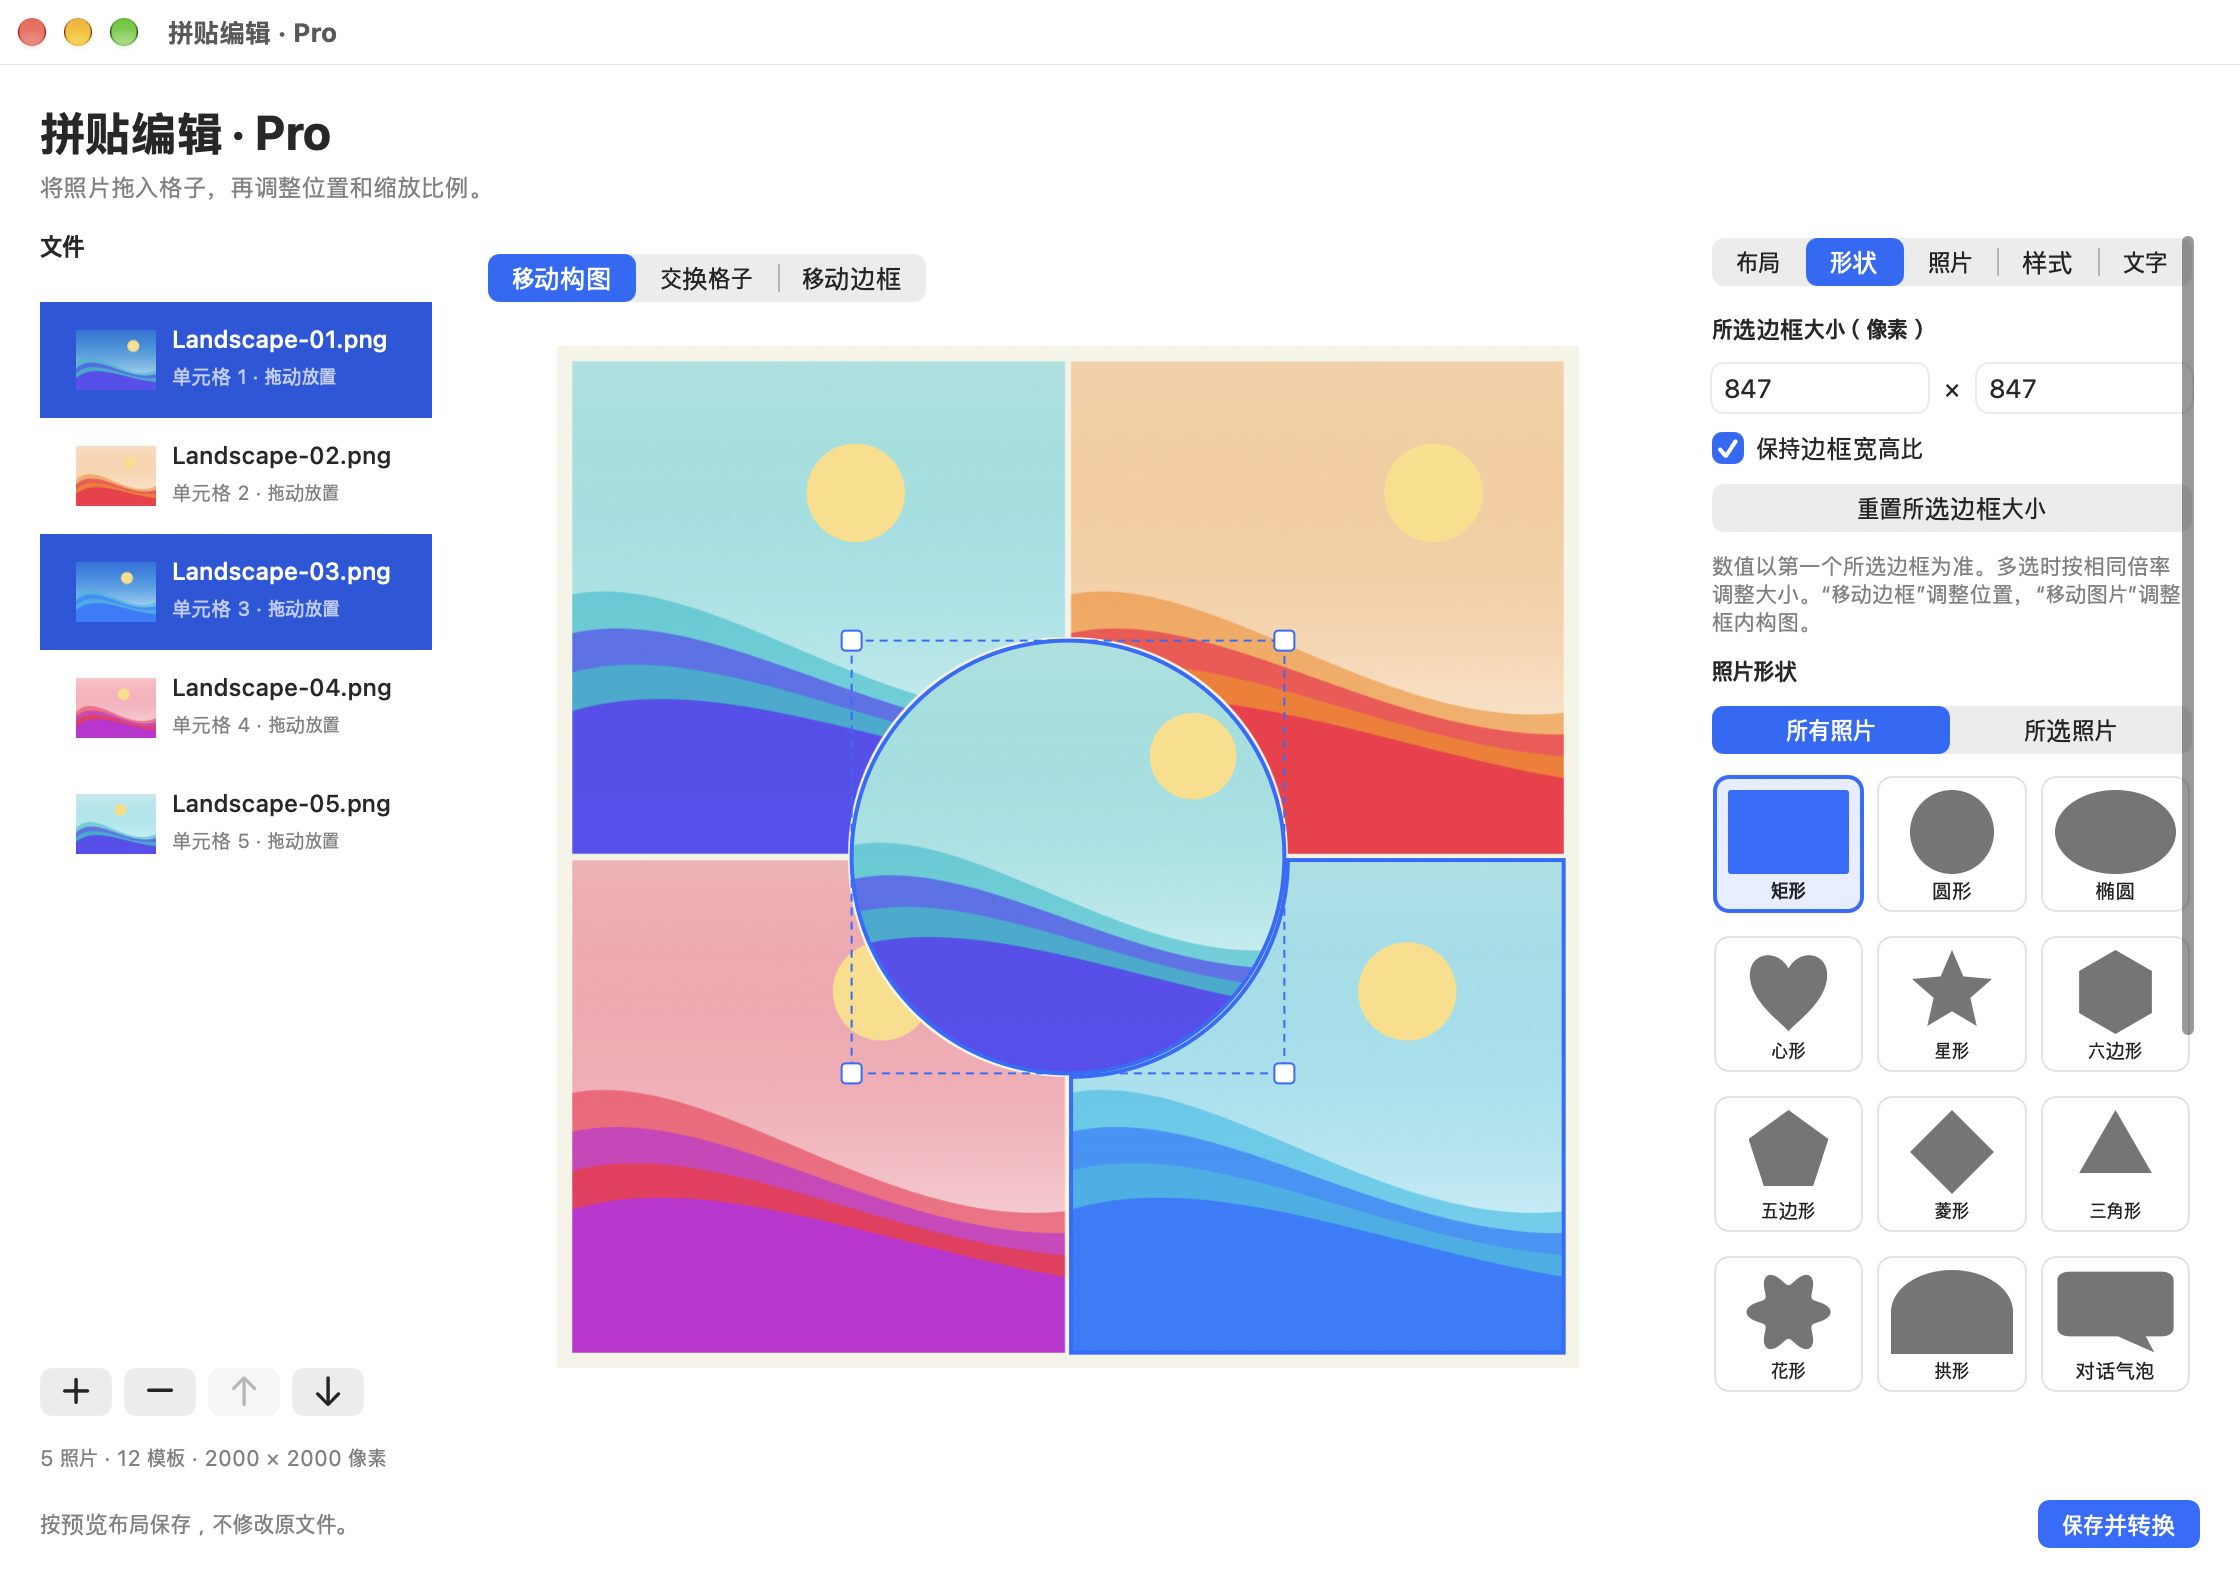 拼贴编辑 · Pro
拼贴编辑 · Pro
将照片拖入格子，再调整位置和缩放比例。
文件
Landscape-01.png
单元格 1 · 拖动放置
Landscape-02.png
单元格 2 · 拖动放置
Landscape-03.png
单元格 3 · 拖动放置
Landscape-04.png
单元格 4 · 拖动放置
Landscape-05.png
单元格 5 · 拖动放置
5 照片 · 12 模板 · 2000 × 2000 像素
按预览布局保存，不修改原文件。
移动构图 交换格子 移动边框
布局 形状 照片 样式 文字
所选边框大小（像素）
847 × 847
保持边框宽高比
重置所选边框大小
数值以第一个所选边框为准。多选时按相同倍率
调整大小。“移动边框”调整位置，“移动图片”调整
框内构图。
照片形状
所有照片 所选照片
矩形 圆形 椭圆
心形 星形 六边形
五边形 菱形 三角形
花形 拱形 对话气泡
保存并转换